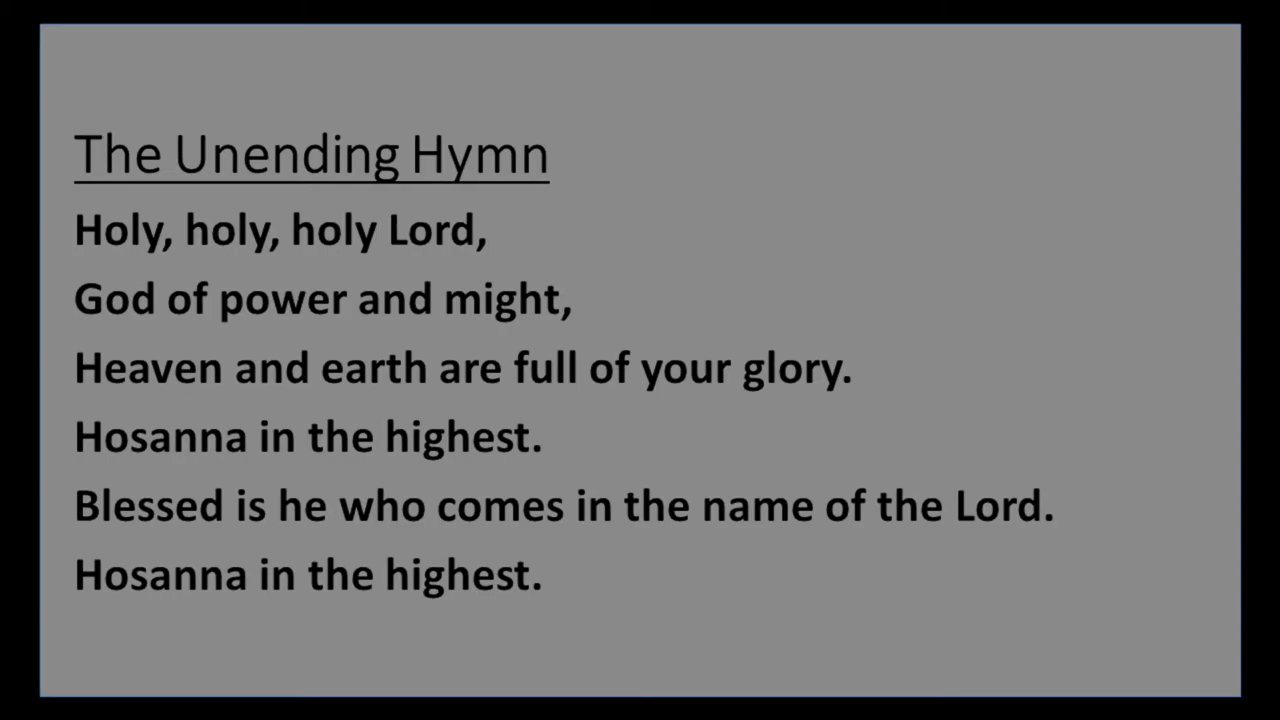 The Unending Hymn
Holy, holy, holy Lord,
God of power and might,
Heaven and earth are full of your glory.
Hosanna in the highest.
Blessed is he who comes in the name of the Lord.
Hosanna in the highest.